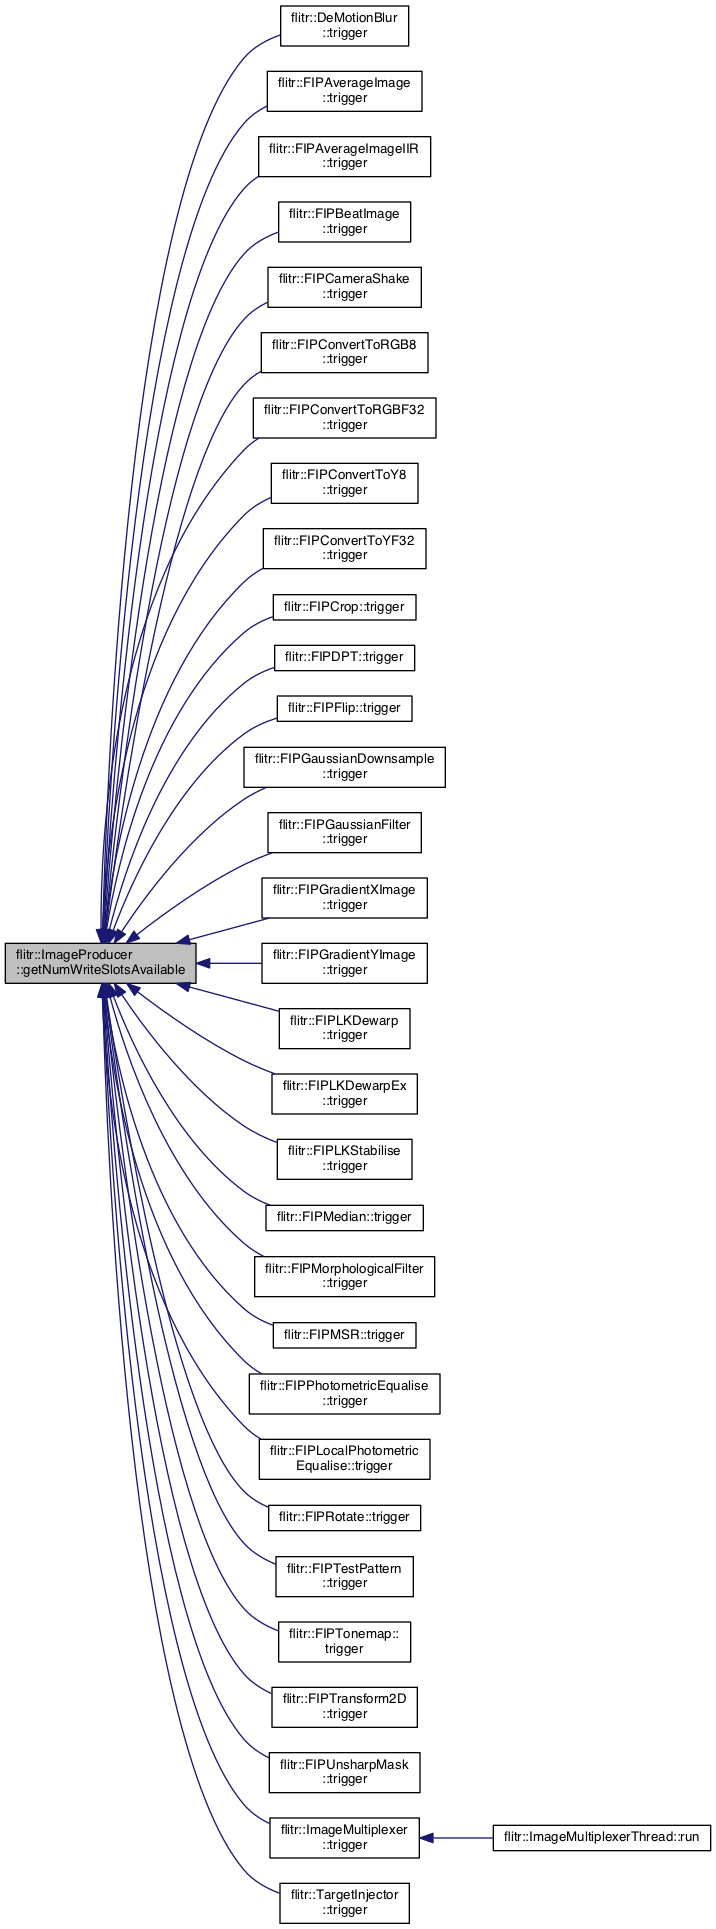 flitr::DeMotionBlur
::trigger
flitr::FIPAverageImage
::trigger
flitr::FIPAverageImageIIR
::trigger
flitr::FIPBeatImage
::trigger
flitr::FIPCameraShake
::trigger
flitr::FIPConvertToRGB8
::trigger
flitr::FIPConvertToRGBF32
::trigger
flitr::FIPConvertToY8
::trigger
flitr::FIPConvertToYF32
::trigger
flitr::FIPCrop::trigger
flitr::FIPDPT::trigger
flitr::FIPFlip::trigger
flitr::FIPGaussianDownsample
::trigger
flitr::FIPGaussianFilter
::trigger
flitr::FIPGradientXImage
::trigger
flitr::ImageProducer
::getNumWriteSlotsAvailable
flitr::FIPGradientYImage
::trigger
flitr::FIPLKDewarp
::trigger
flitr::FIPLKDewarpEx
::trigger
flitr::FIPLKStabilise
::trigger
flitr::FIPMedian::trigger
flitr::FIPMorphologicalFilter
::trigger
flitr::FIPMSR::trigger
flitr::FIPPhotometricEqualise
::trigger
flitr::FIPLocalPhotometric
Equalise::trigger
flitr::FIPRotate::trigger
flitr::FIPTestPattern
::trigger
flitr::FIPTonemap::
trigger
flitr::FIPTransform2D
::trigger
flitr::FIPUnsharpMask
::trigger
flitr::ImageMultiplexer
::trigger
flitr::ImageMultiplexerThread::run
flitr::TargetInjector
::trigger